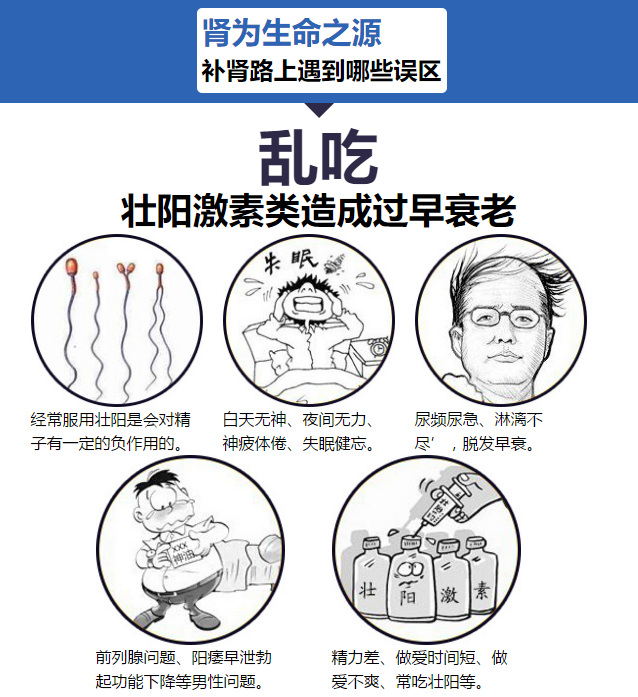 肾为生命之源
补肾路上遇到哪些误区
乱吃
壮阳激素类造成过早衰老
失眠
经常服用壮阳是会对精
子有一定的负作用的。
白天无神、夜间无力、
神疲体倦、失眠健忘。
尿频尿急、淋漓不
尽’，脱发早衰。
XXX
神油
壮
阳
激
素
前列腺问题、阳痿早泄勃
起功能下降等男性问题。
精力差、做爱时间短、做
爱不爽、常吃壮阳等。